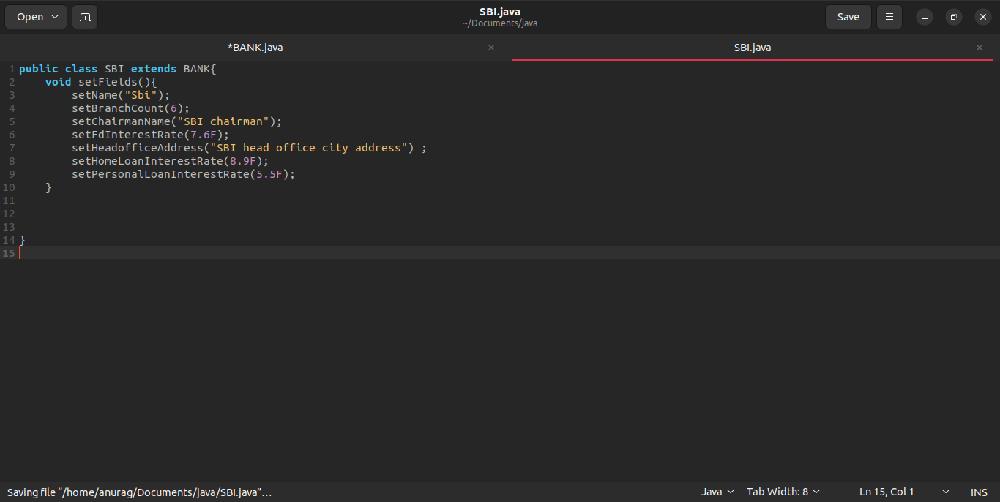 Open
SBI.java
~/Documents/java
Save
*BANK.java
SBI.java
1 public class SBI extends BANK{
2     void setFields(){
3         setName("Sbi");
4         setBranchCount(6);
5         setChairmanName("SBI chairman");
6         setFdInterestRate(7.6F);
7         setHeadofficeAddress("SBI head office city address") ;
8         setHomeLoanInterestRate(8.9F);
9         setPersonalLoanInterestRate(5.5F);
10     }
11
12
13
14 }
15
Saving file “/home/anurag/Documents/java/SBI.java”… Java Tab Width: 8 Ln 15, Col 1 INS